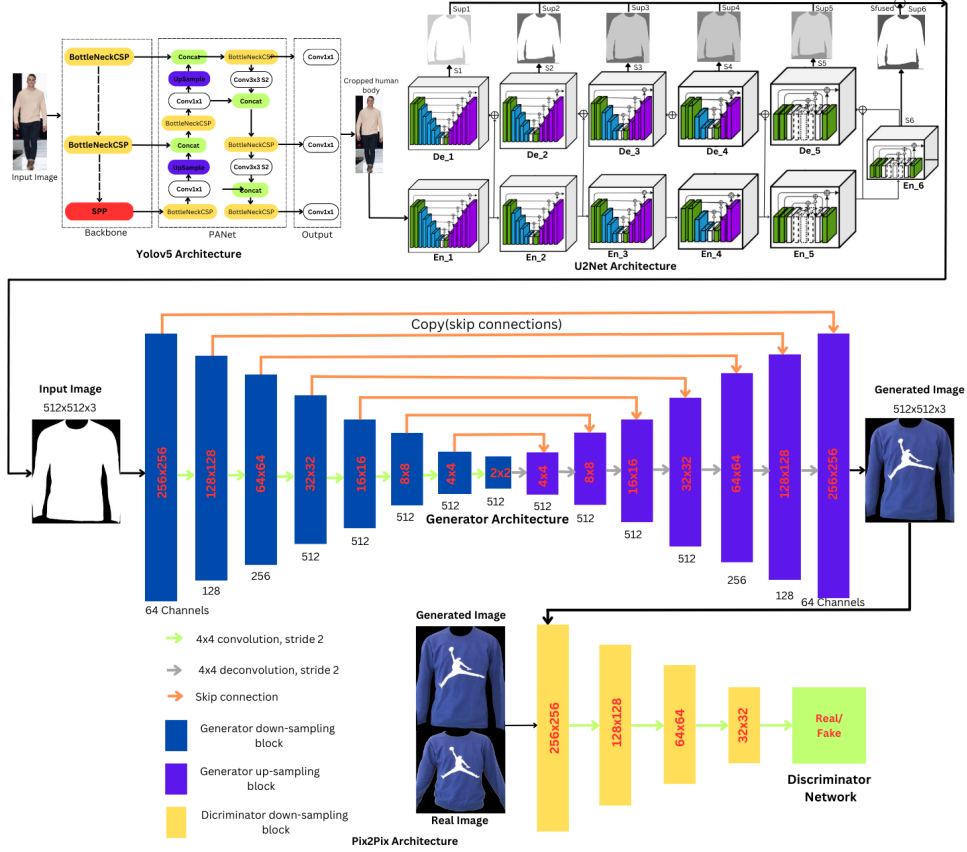 Sup1
Sup2
Sup3
Sup4
Sup5
Sfused
Sup6
BottleNeckCSP
Concat
BottleNeckCSP
Conv1x1
UpSample
Conv3x3 S2
Conv1x1
Concat
BottleNeckCSP
BottleNeckCSP
Concat
BottleNeckCSP
Conv1x1
UpSample
Conv3x3 S2
Conv1x1
Concat
SPP
BottleNeckCSP
BottleNeckCSP
Conv1x1
Input Image
Backbone
PANet
Output
Yolov5 Architecture
Cropped human
body
S1
S2
S3
S4
S5
S6
De_1
De_2
De_3
De_4
De_5
En_6
En_1
En_2
En_3
En_4
En_5
U2Net Architecture
Copy(skip connections)
Input Image
512x512x3
Generated Image
512x512x3
256x256
128x128
64x64
32x32
16x16
8x8
4x4
2x2
4x4
8x8
16x16
32x32
64x64
128x128
256x256
64 Channels
128
256
512
512
512
512
512
512
512
512
512
256
128
64 Channels
Generator Architecture
4x4 convolution, stride 2
4x4 deconvolution, stride 2
Skip connection
Generator down-sampling
block
Generator up-sampling
block
Dicriminator down-sampling
block
Generated Image
Real Image
256x256
128x128
64x64
32x32
Real/
Fake
Discriminator
Network
Pix2Pix Architecture